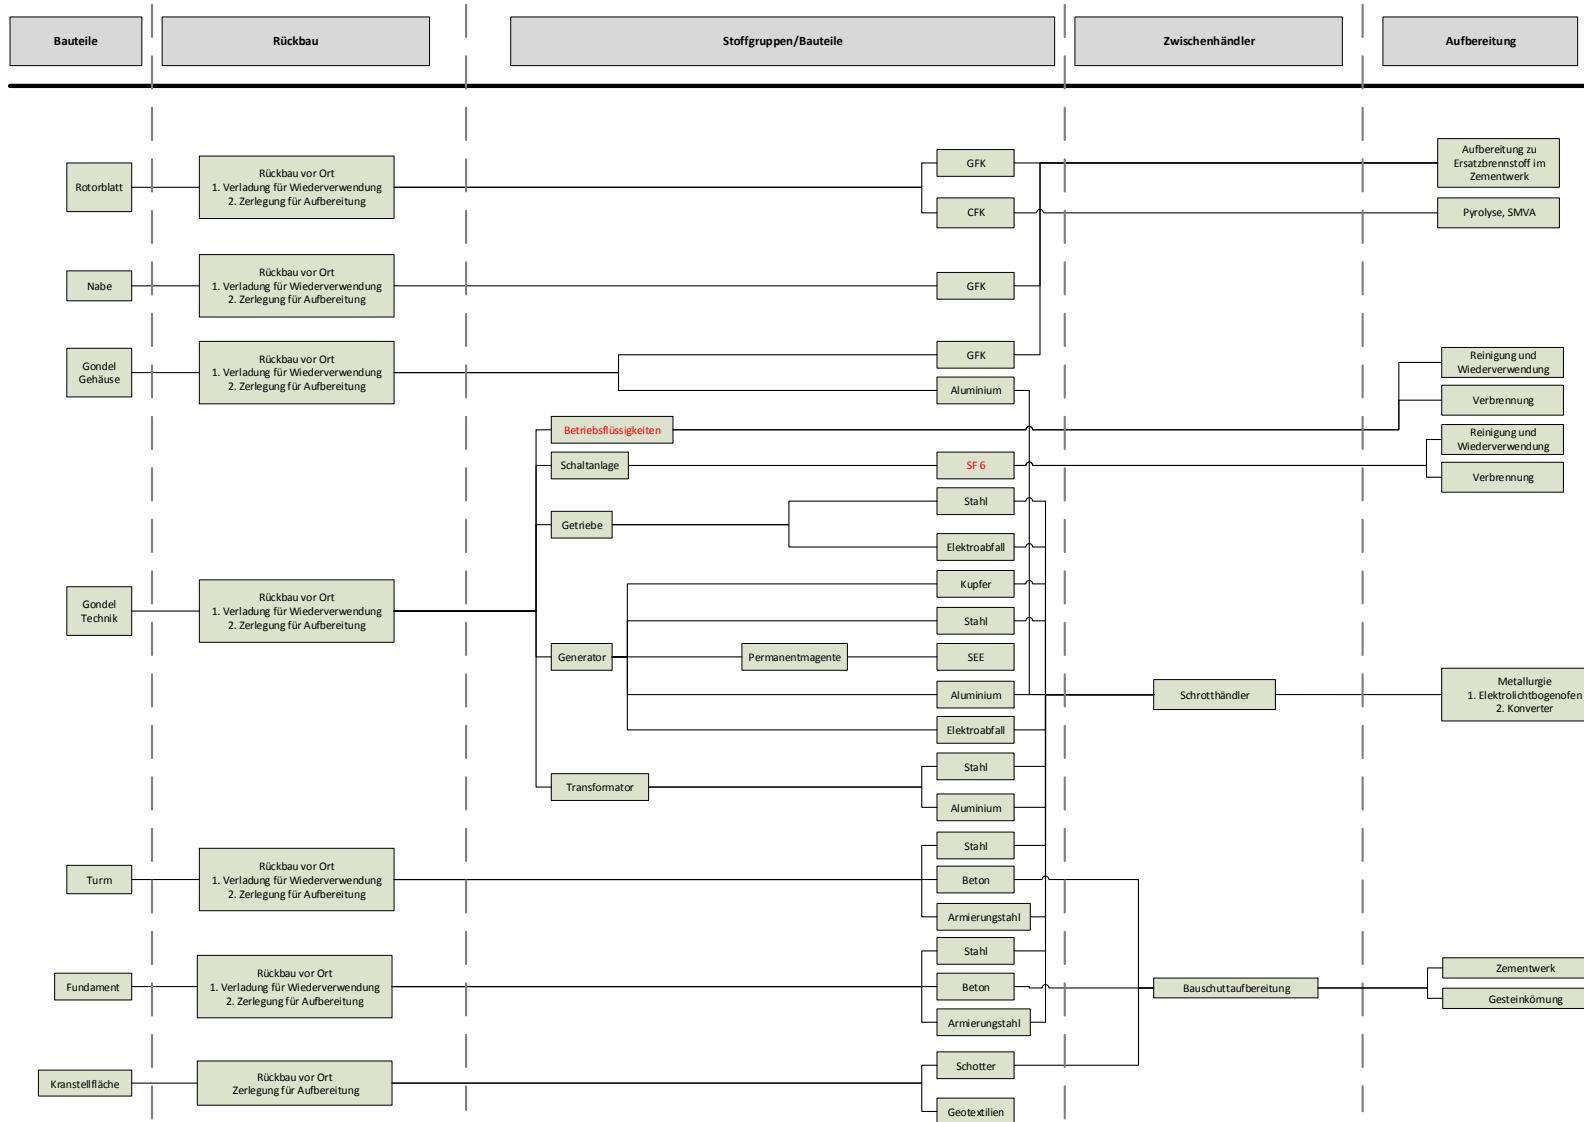 Bauteile
Rückbau
Stoffgruppen/Bauteile
Zwischenhändler
Aufbereitung
Rotorblatt
Rückbau vor Ort
1. Verladung für Wiederverwendung
2. Zerlegung für Aufbereitung
GFK
CFK
Aufbereitung zu
Ersatzbrennstoff im
Zementwerk
Pyrolyse, SMVA
Nabe
Rückbau vor Ort
1. Verladung für Wiederverwendung
2. Zerlegung für Aufbereitung
GFK
Gondel
Gehäuse
Rückbau vor Ort
1. Verladung für Wiederverwendung
2. Zerlegung für Aufbereitung
GFK
Aluminium
Reinigung und
Wiederverwendung
Verbrennung
Reinigung und
Wiederverwendung
Verbrennung
Gondel
Technik
Rückbau vor Ort
1. Verladung für Wiederverwendung
2. Zerlegung für Aufbereitung
Betriebsflüssigkeiten
Schaltanlage
SF 6
Getriebe
Stahl
Elektroabfall
Generator
Kupfer
Stahl
Permanentmagente
SEE
Aluminium
Elektroabfall
Transformator
Stahl
Aluminium
Schrotthändler
Metallurgie
1. Elektrolichtbogenofen
2. Konverter
Turm
Rückbau vor Ort
1. Verladung für Wiederverwendung
2. Zerlegung für Aufbereitung
Stahl
Beton
Armierungstahl
Fundament
Rückbau vor Ort
1. Verladung für Wiederverwendung
2. Zerlegung für Aufbereitung
Stahl
Beton
Armierungstahl
Bauschuttaufbereitung
Zementwerk
Gesteinkörnung
Kranstellfläche
Rückbau vor Ort
Zerlegung für Aufbereitung
Schotter
Geotextilien